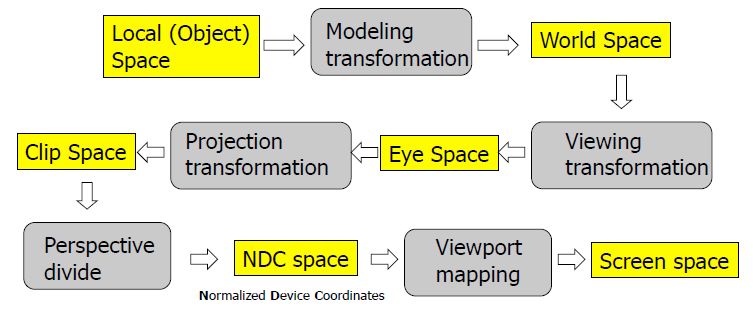 Local (Object)
Space
Modeling
transformation
World Space
Viewing
transformation
Eye Space
Projection
transformation
Clip Space
Perspective
divide
NDC space
Normalized Device Coordinates
Viewport
mapping
Screen space